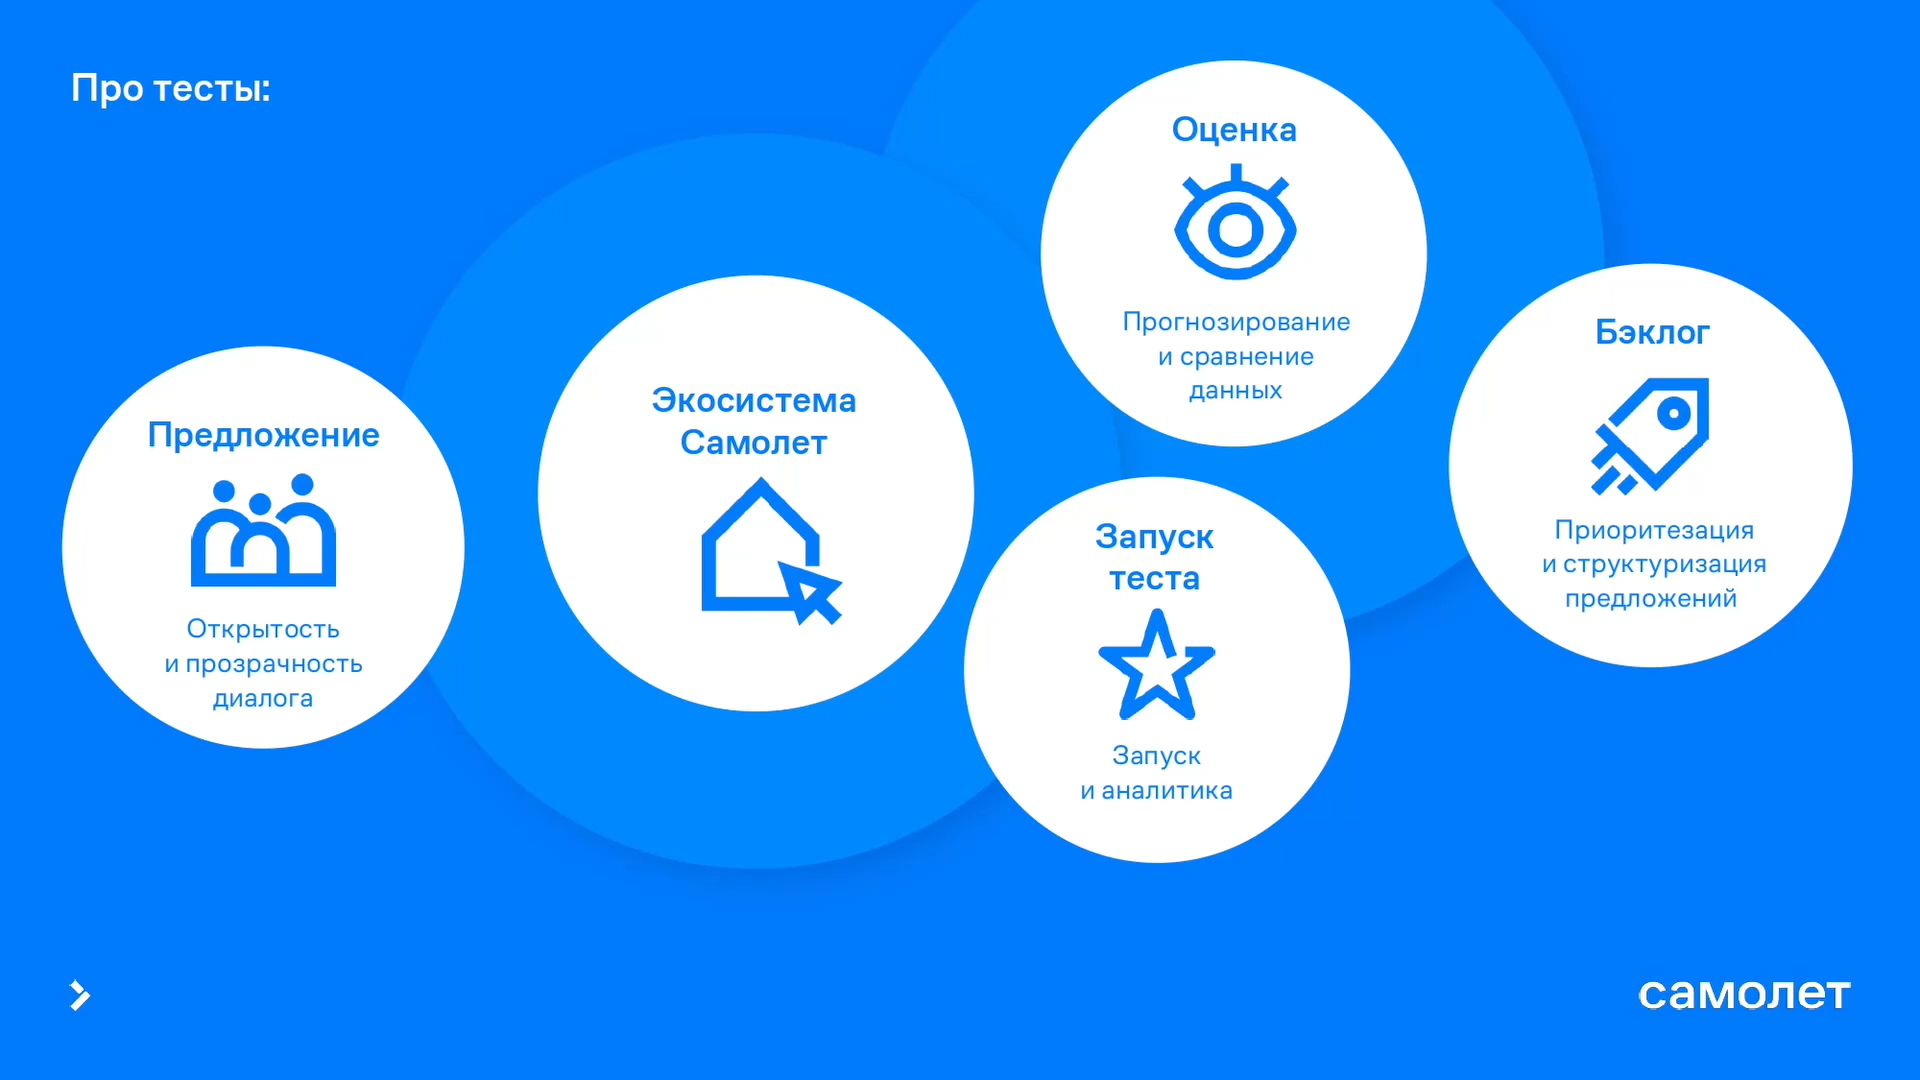 Про тесты:
Предложение
Открытость
и прозрачность
диалога
Экосистема
Самолет
Оценка
Прогнозирование
и сравнение
данных
Запуск
теста
Запуск
и аналитика
Бэклог
Приоритезация
и структуризация
предложений
самолет